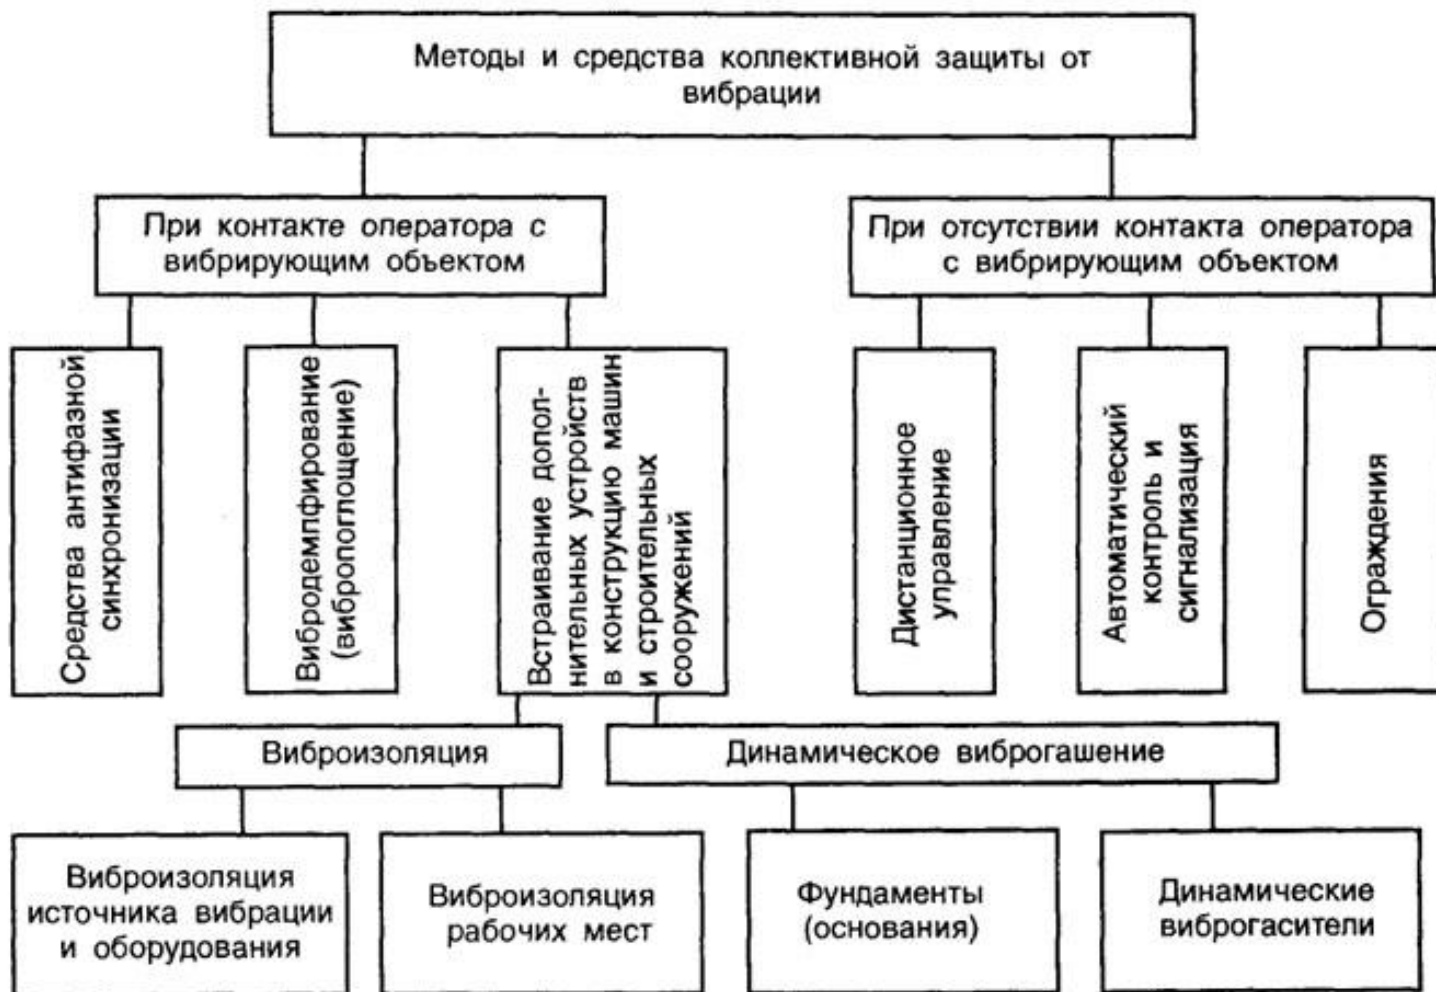 Методы и средства коллективной защиты от
вибрации
При контакте оператора с
вибрирующим объектом
При отсутствии контакта оператора
с вибрирующим объектом
Средства антифазной
синхронизации
Вибродемпфирование
(вибропоглощение)
Встраивание допол-
нительных устройств
в конструкцию машин
и строительных
сооружений
Дистанционное
управление
Автоматический
контроль и
сигнализация
Ограждения
Виброизоляция
Динамическое виброгашение
Виброизоляция
источника вибрации
и оборудования
Виброизоляция
рабочих мест
Фундаменты
(основания)
Динамические
виброгасители